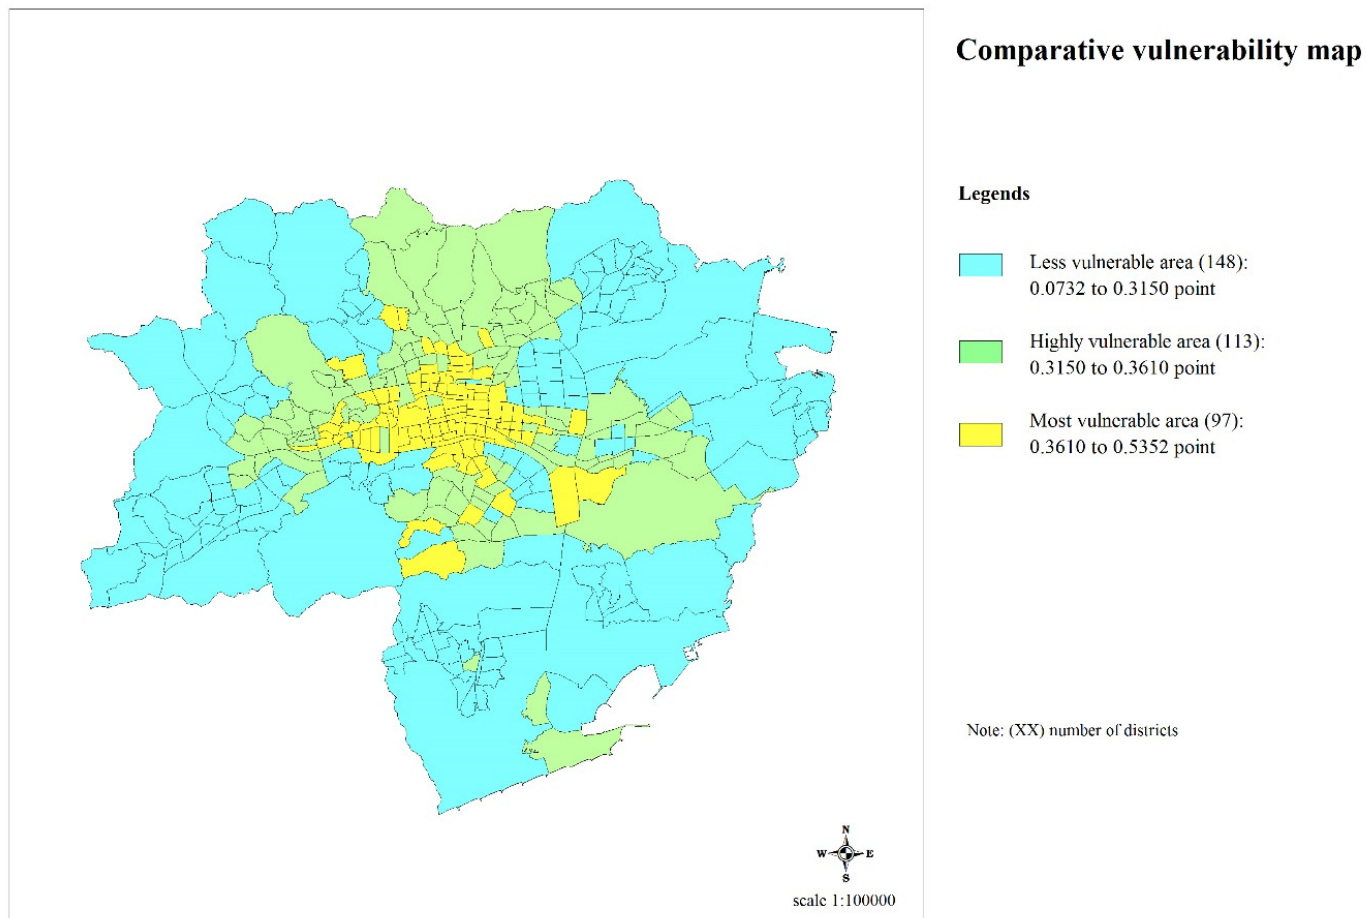 Comparative vulnerability map
Legends
Less vulnerable area (148):
0.0732 to 0.3150 point
Highly vulnerable area (113):
0.3150 to 0.3610 point
Most vulnerable area (97):
0.3610 to 0.5352 point
Note: (XX) number of districts
N
W E
S
scale 1:100000